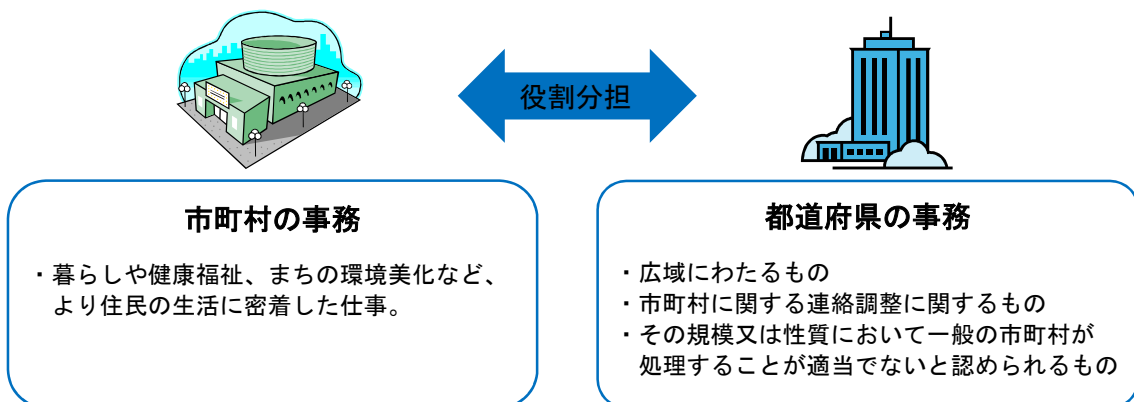 役割分担
市町村の事務
・暮らしや健康福祉、まちの環境美化など、
より住民の生活に密着した仕事。
都道府県の事務
・広域にわたるもの
・市町村に関する連絡調整に関するもの
・その規模又は性質において一般の市町村が
処理することが適当でないと認められるもの